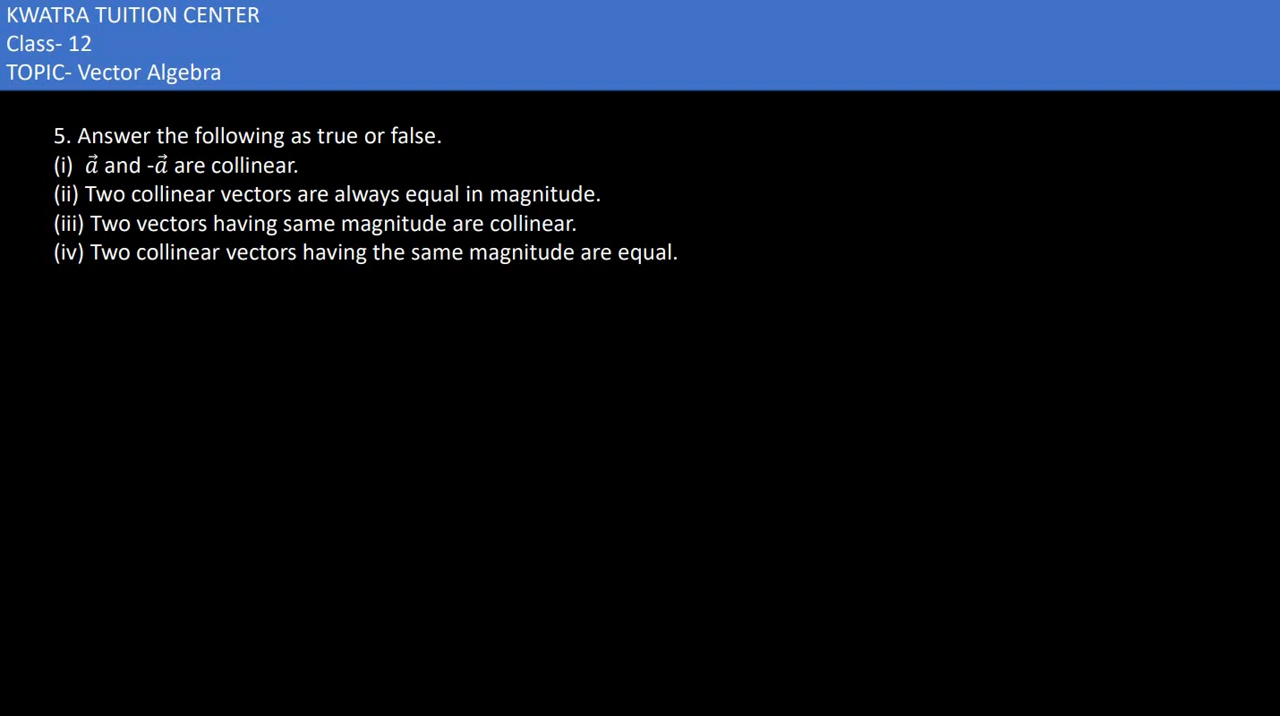 KWATRA TUITION CENTER
Class- 12
TOPIC- Vector Algebra
5. Answer the following as true or false.
(i) a⃗ and -a⃗ are collinear.
(ii) Two collinear vectors are always equal in magnitude.
(iii) Two vectors having same magnitude are collinear.
(iv) Two collinear vectors having the same magnitude are equal.